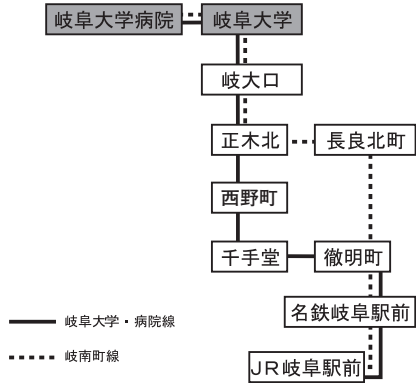 岐阜大学病院 岐阜大学
岐大口
正木北 長良北町
西野町
千手堂 徹明町
名鉄岐阜駅前
JR岐阜駅前
岐阜大学・病院線
岐南町線